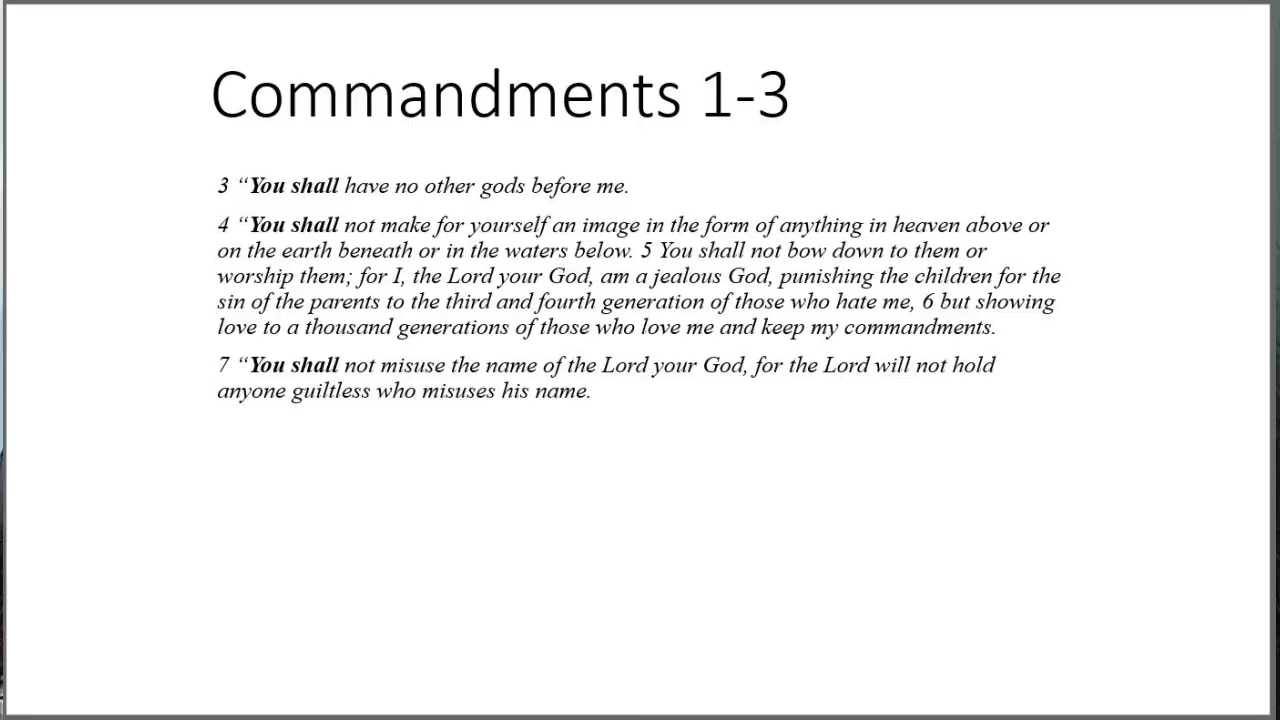 Commandments 1-3
3 “You shall have no other gods before me.
4 “You shall not make for yourself an image in the form of anything in heaven above or
on the earth beneath or in the waters below. 5 You shall not bow down to them or
worship them; for I, the Lord your God, am a jealous God, punishing the children for the
sin of the parents to the third and fourth generation of those who hate me, 6 but showing
love to a thousand generations of those who love me and keep my commandments.
7 “You shall not misuse the name of the Lord your God, for the Lord will not hold
anyone guiltless who misuses his name.